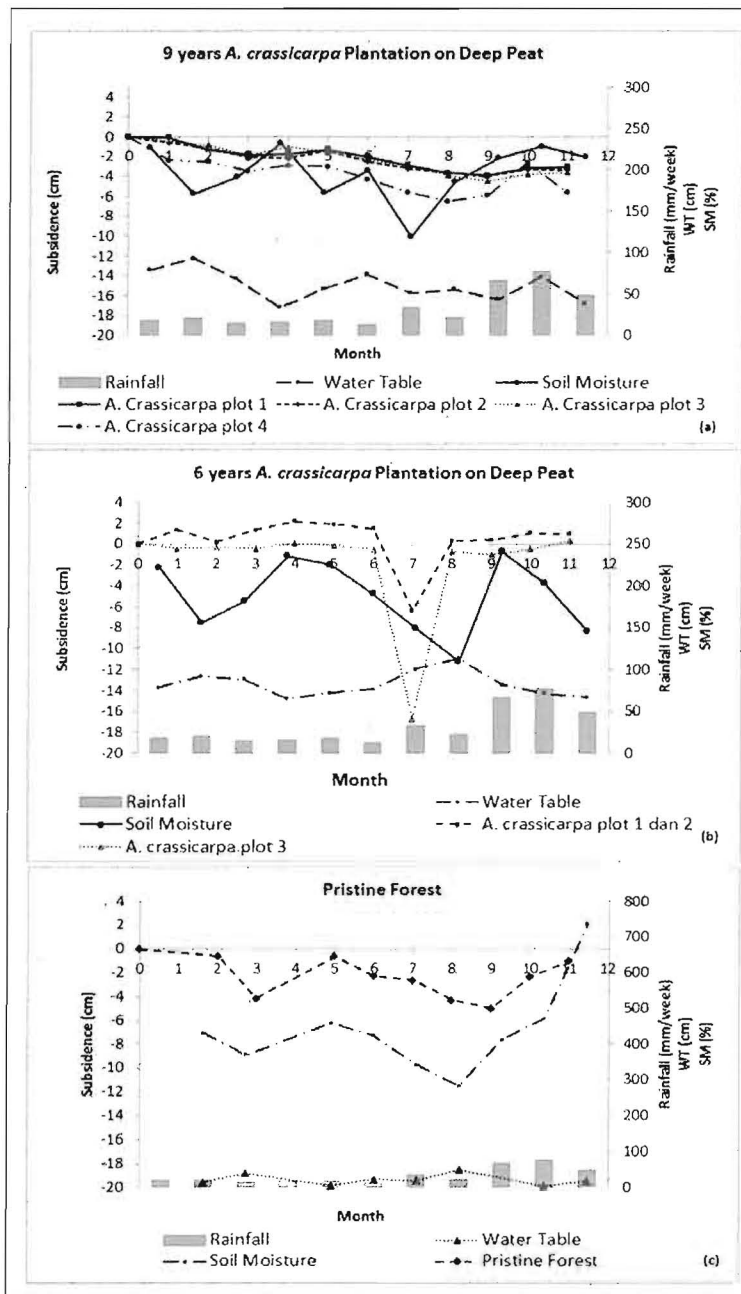 9 years A. crassicarpa Plantation on Deep Peat
4
2
0
-2
-4
-6
-8
-10
-12
-14
-16
-18
-20
Subsidence (cm)
0 1 2 3 4 5 6 7 8 9 10 11 12
300
250
200
150
100
50
0
Rainfall (mm/week)
WT (cm)
SM (%)
Month
Rainfall Water Table Soil Moisture
A. Crassicarpa plot 1 A. Crassicarpa plot 2 A. Crassicarpa plot 3
A. Crassicarpa plot 4 (a)
6 years A. crassicarpa Plantation on Deep Peat
4
2
0
-2
-4
-6
-8
-10
-12
-14
-16
-18
-20
Subsidence (cm)
0 1 2 3 4 5 6 7 8 9 10 11 12
300
250
200
150
100
50
0
Rainfall (mm/week)
WT (cm)
SM (%)
Month
Rainfall Water Table
Soil Moisture A. crassicarpa plot 1 dan 2
A. crassicarpa plot 3 (b)
Pristine Forest
4
2
0
-2
-4
-6
-8
-10
-12
-14
-16
-18
-20
Subsidence (cm)
0 1 2 3 4 5 6 7 8 9 10 11 12
800
700
600
500
400
300
200
100
0
Rainfall (mm/week)
WT (cm)
SM (%)
Month
Rainfall Water Table
Soil Moisture Pristine Forest (c)